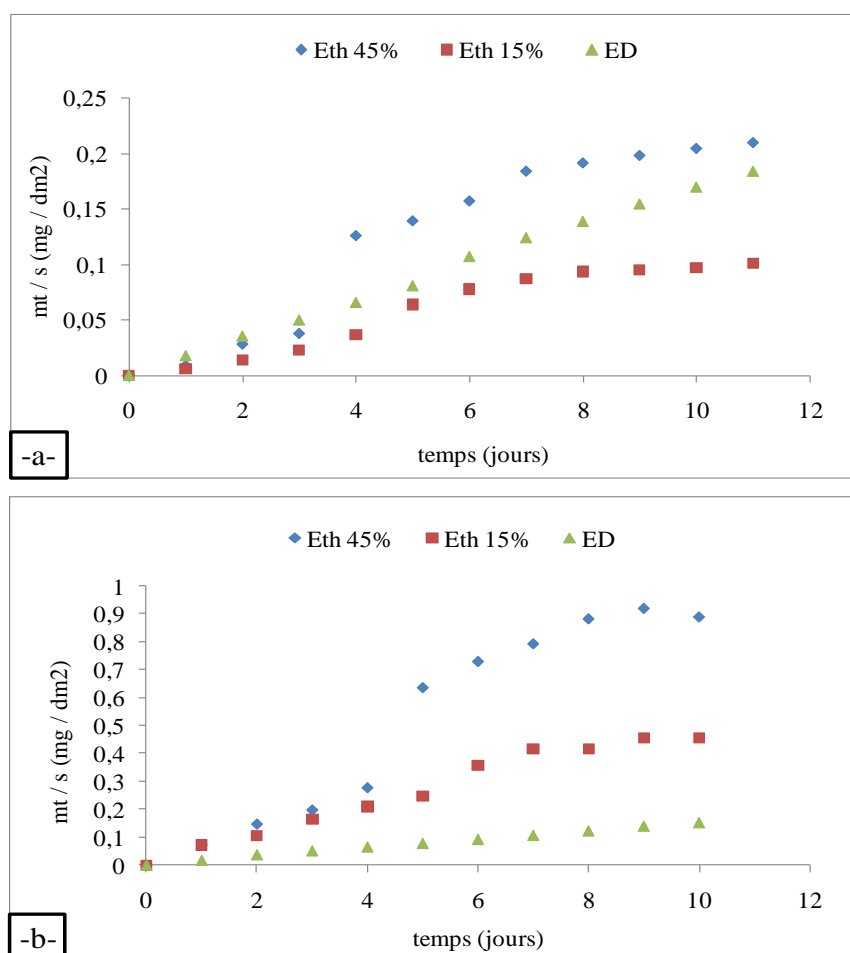 Eth 45% Eth 15% ED
0,25
0,2
0,15
0,1
0,05
0
mt / s (mg / dm2)
0 2 4 6 8 10 12
temps (jours)
-a-
Eth 45% Eth 15% ED
1
0,9
0,8
0,7
0,6
0,5
0,4
0,3
0,2
0,1
0
mt / s (mg / dm2)
0 2 4 6 8 10 12
temps (jours)
-b-